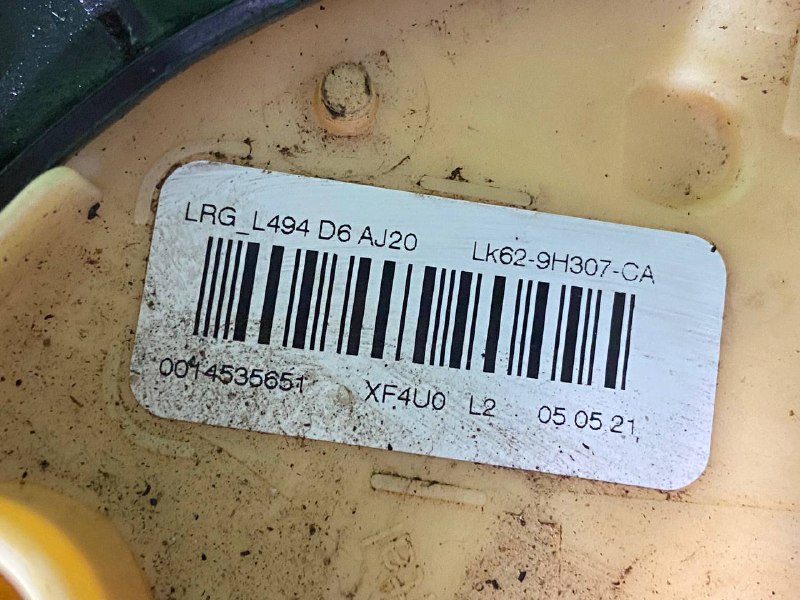 LRG_L494 D6 AJ20 Lk62-9H307-CA
0014535651 XF4U0 L2 05.05.21